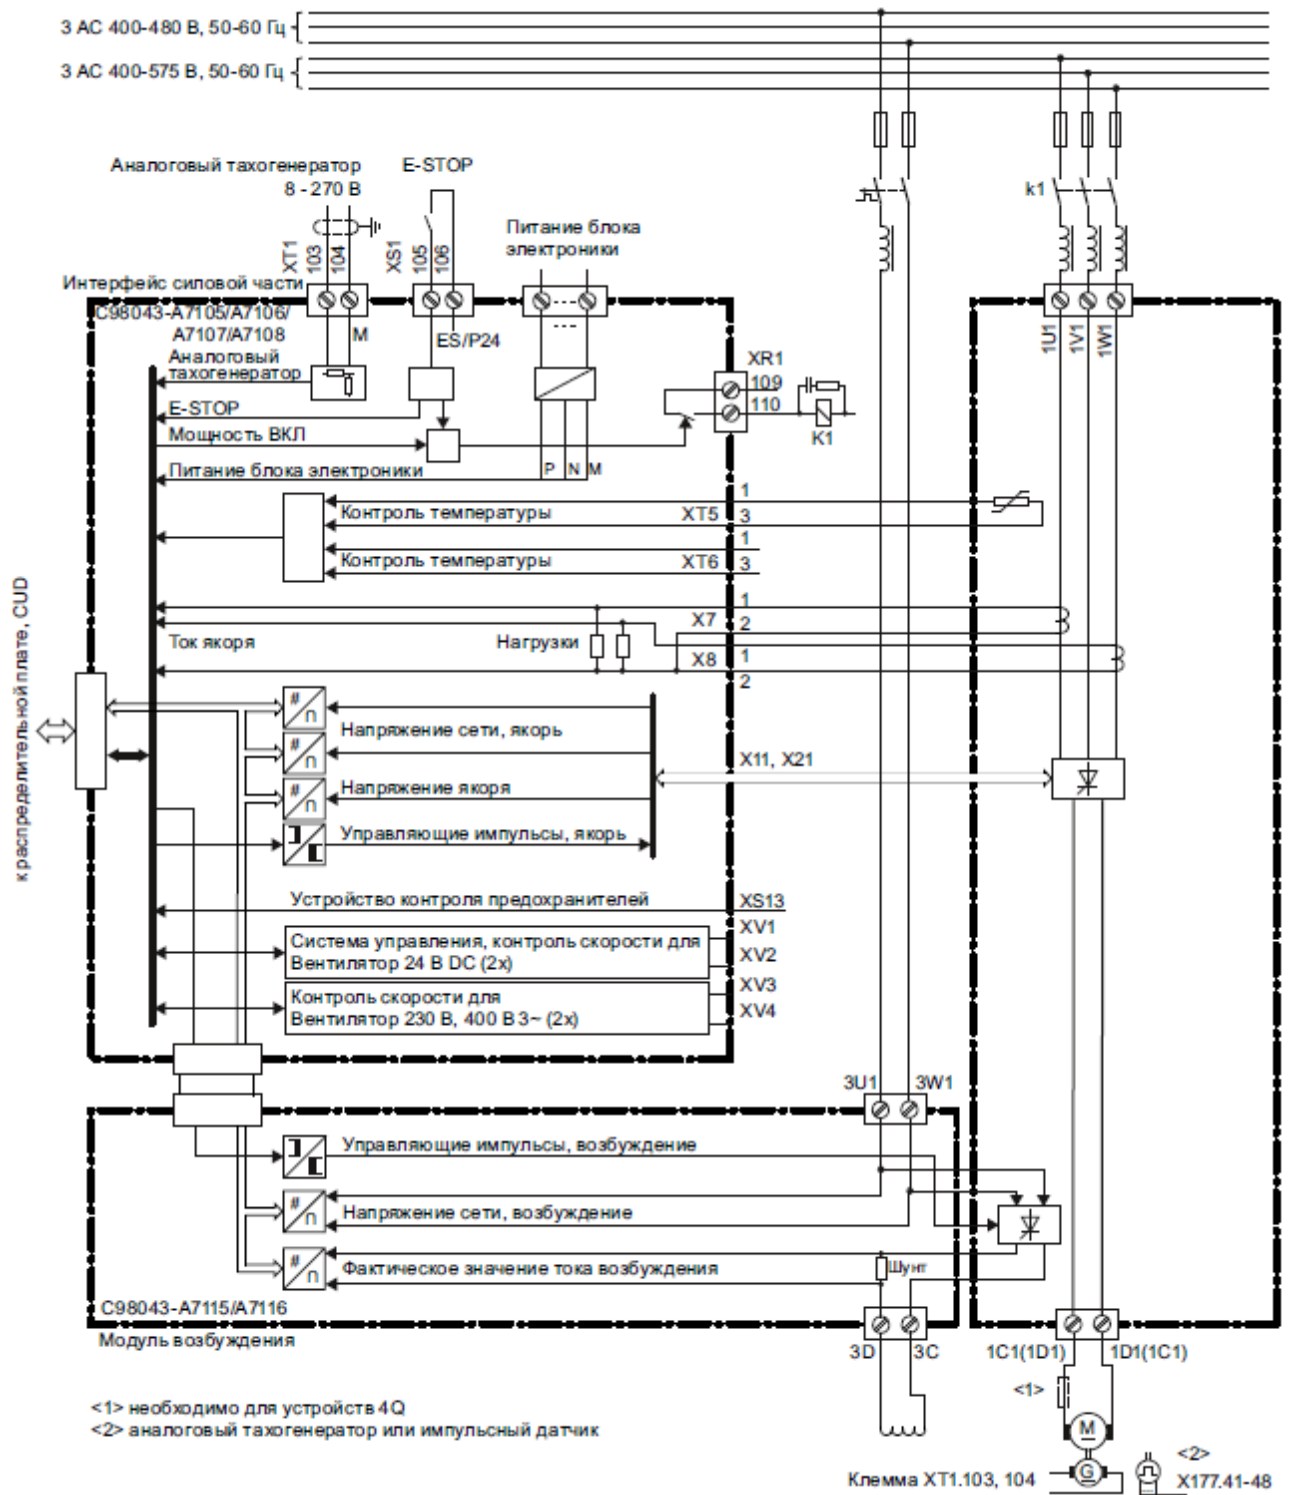 3 AC 400-480 В, 50-60 Гц
3 AC 400-575 В, 50-60 Гц
Аналоговый тахогенератор
8 - 270 В
E-STOP
k1
Питание блока
электроники
XT1
103
104
XS1
105
106
Интерфейс силовой части
C98043-A7105/A7106/
A7107/A7108
M
ES/P24
1U1
1V1
1W1
Аналоговый
тахогенератор
XR1
109
110
K1
E-STOP
Мощность ВКЛ
Питание блока электроники
P N M
1
Контроль температуры
XT5
3
1
Контроль температуры
XT6
3
1
X7
2
Ток якоря
Нагрузки
X8
1
2
к распределительной плате, CUD
#
n
Напряжение сети, якорь
#
n
X11, X21
#
n
Напряжение якоря
Управляющие импульсы, якорь
Устройство контроля предохранителей
XS13
XV1
Система управления, контроль скорости для
Вентилятор 24 В DC (2x)
XV2
XV3
Контроль скорости для
Вентилятор 230 В, 400 В 3~ (2x)
XV4
3U1
3W1
Управляющие импульсы, возбуждение
#
n
Напряжение сети, возбуждение
#
n
Фактическое значение тока возбуждения
Шунт
C98043-A7115/A7116
Модуль возбуждения
3D
3C
1C1(1D1)
1D1(1C1)
<1>
<1> необходимо для устройств 4Q
<2> аналоговый тахогенератор или импульсный датчик
M
<2>
G
Клемма XT1.103, 104
X177.41-48